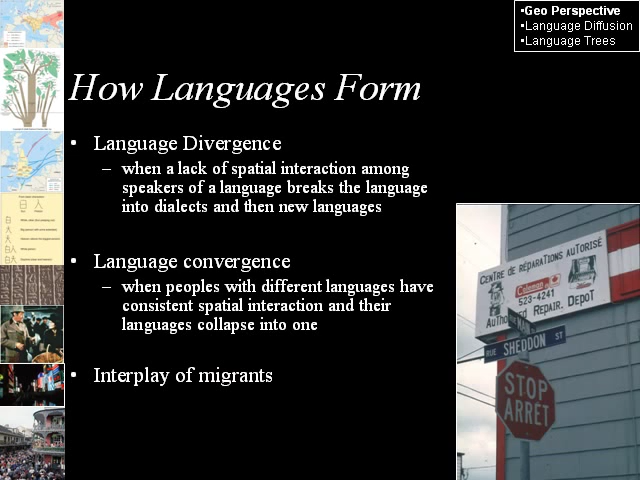 •Geo Perspective
•Language Diffusion
•Language Trees
How Languages Form
• Language Divergence
– when a lack of spatial interaction among
speakers of a language breaks the language
into dialects and then new languages
• Language convergence
– when peoples with different languages have
consistent spatial interaction and their
languages collapse into one
• Interplay of migrants
CENTRE DE RÉPARATIONS AUTORISÉ
Coleman
523-4241
Repair Depot
RUE SHEDDON ST
STOP
ARRÊT